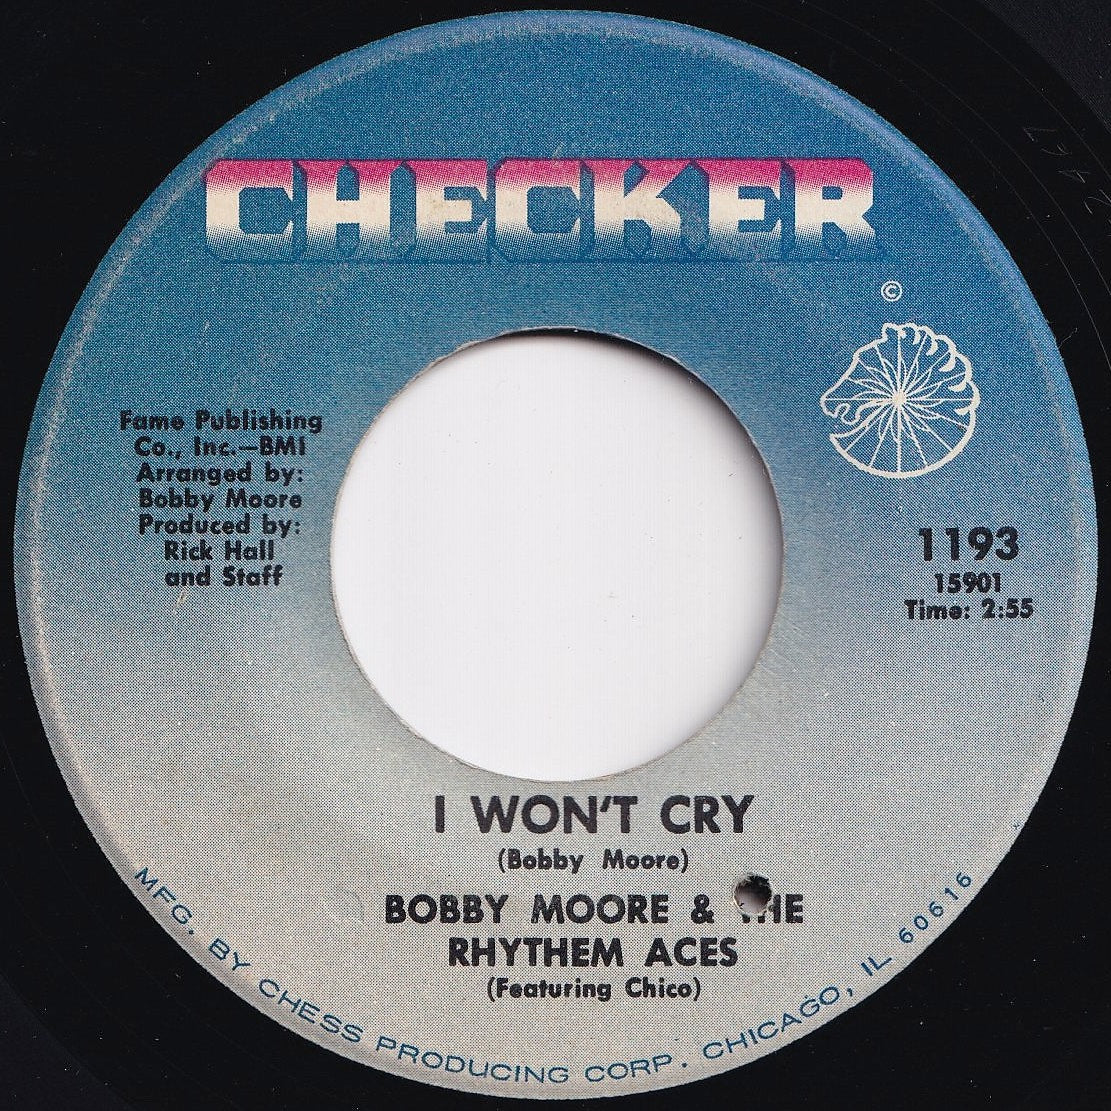 CHECKER
©
Fame Publishing
Co., Inc.—BMI
Arranged by:
Bobby Moore
Produced by:
Rick Hall
and Staff
1193
15901
Time: 2:55
I WON'T CRY
(Bobby Moore)
BOBBY MOORE & THE
RHYTHEM ACES
(Featuring Chico)
MFG. BY CHESS PRODUCING CORP. CHICAGO, IL 60616